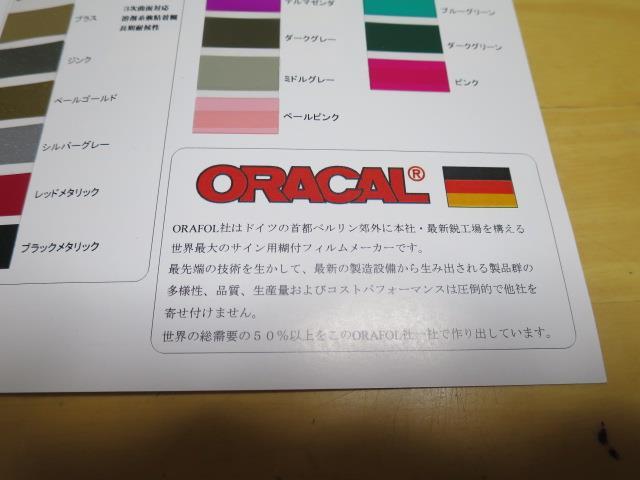 ブラス
ジンク
ペールゴールド
シルバーグレー
レッドメタリック
ブラックメタリック
3次曲面対応
溶剤系強粘着糊
長期耐候性
テルマゼンダ
ダークグレー
ミドルグレー
ペールピンク
ブルーグリーン
ダークグリーン
ピンク
ORACAL®
ORAFOL社はドイツの首都ベルリン郊外に本社・最新鋭工場を構える
世界最大のサイン用糊付フィルムメーカーです。
最先端の技術を生かして、最新の製造設備から生み出される製品群の
多様性、品質、生産量およびコストパフォーマンスは圧倒的で他社を
寄せ付けません。
世界の総需要の50%以上をこのORAFOL社一社で作り出しています。